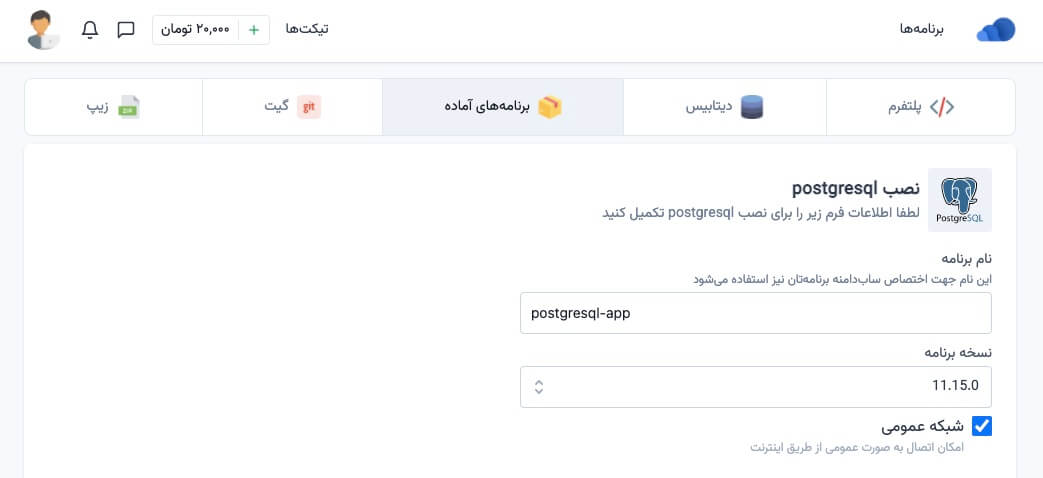 برنامه‌ها
تیکت‌ها
+ ۲۰,۰۰۰ تومان
پلتفرم
دیتابیس
برنامه‌های آماده
git گیت
ZIP زیپ
PostgreSQL
نصب postgresql
لطفا اطلاعات فرم زیر را برای نصب postgresql تکمیل کنید
نام برنامه
این نام جهت اختصاص ساب‌دامنه برنامه‌تان نیز استفاده می‌شود
postgresql-app
نسخه برنامه
11.15.0
شبکه عمومی
امکان اتصال به صورت عمومی از طریق اینترنت